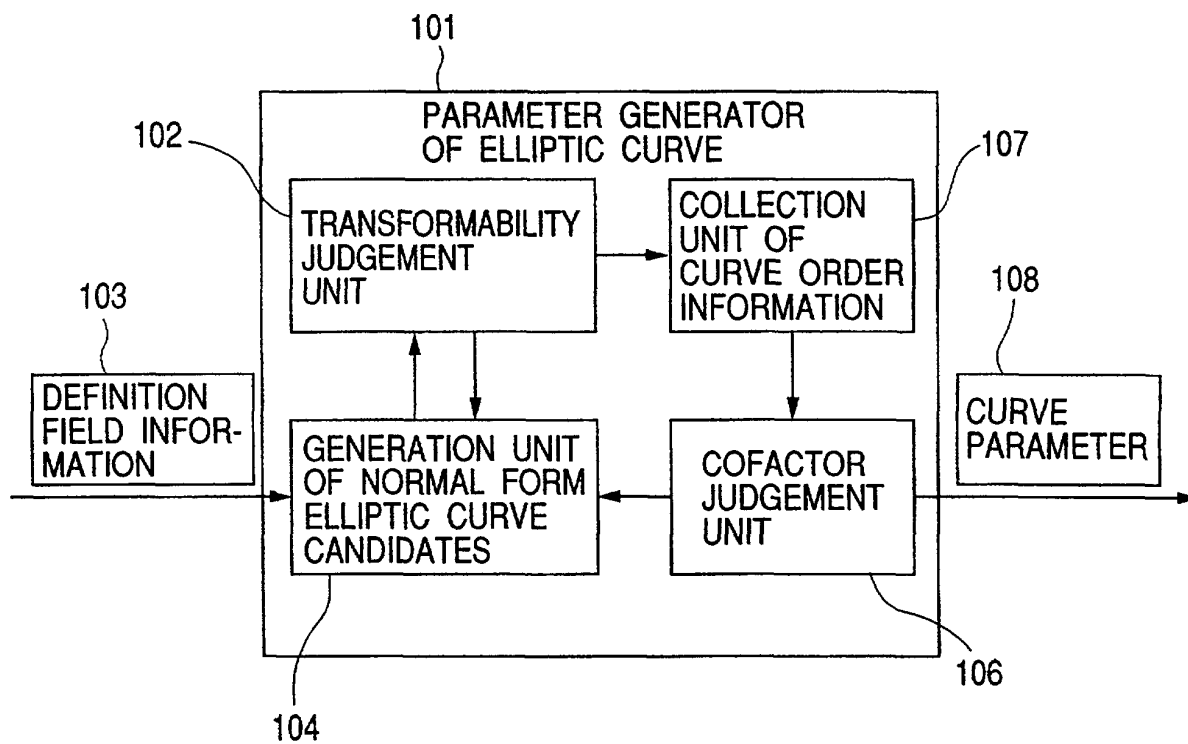 101
PARAMETER GENERATOR
OF ELLIPTIC CURVE
102
107
TRANSFORMABILITY
JUDGEMENT
UNIT
COLLECTION
UNIT OF
CURVE ORDER
INFORMATION
103
108
DEFINITION
FIELD INFOR-
MATION
GENERATION UNIT
OF NORMAL FORM
ELLIPTIC CURVE
CANDIDATES
COFACTOR
JUDGEMENT
UNIT
CURVE
PARAMETER
104
106